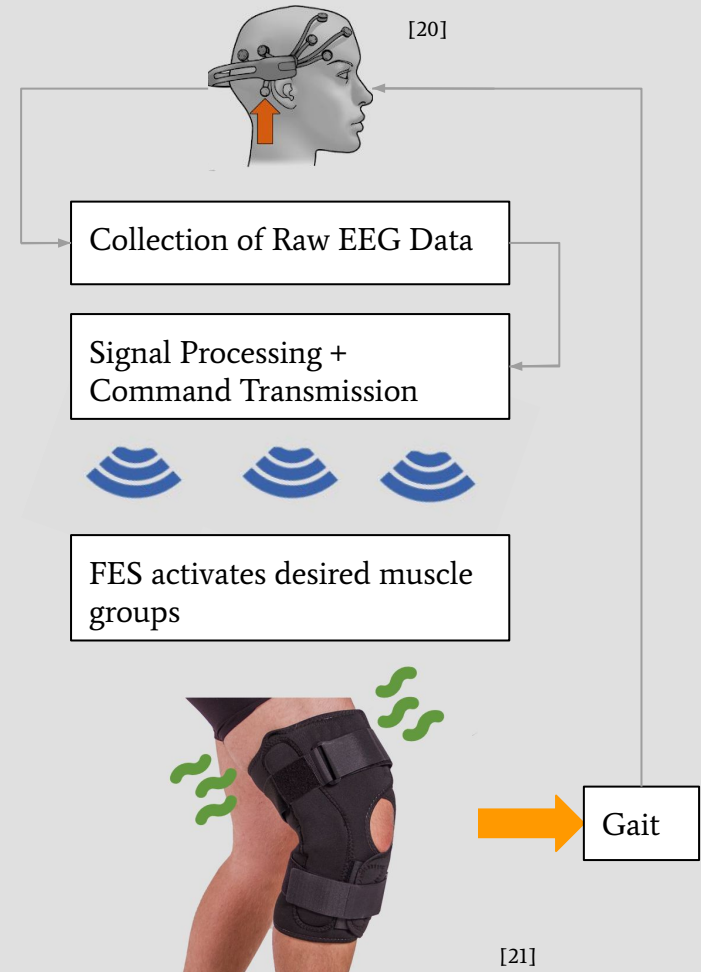 [20]
Collection of Raw EEG Data
Signal Processing +
Command Transmission
FES activates desired muscle
groups
Gait
[21]